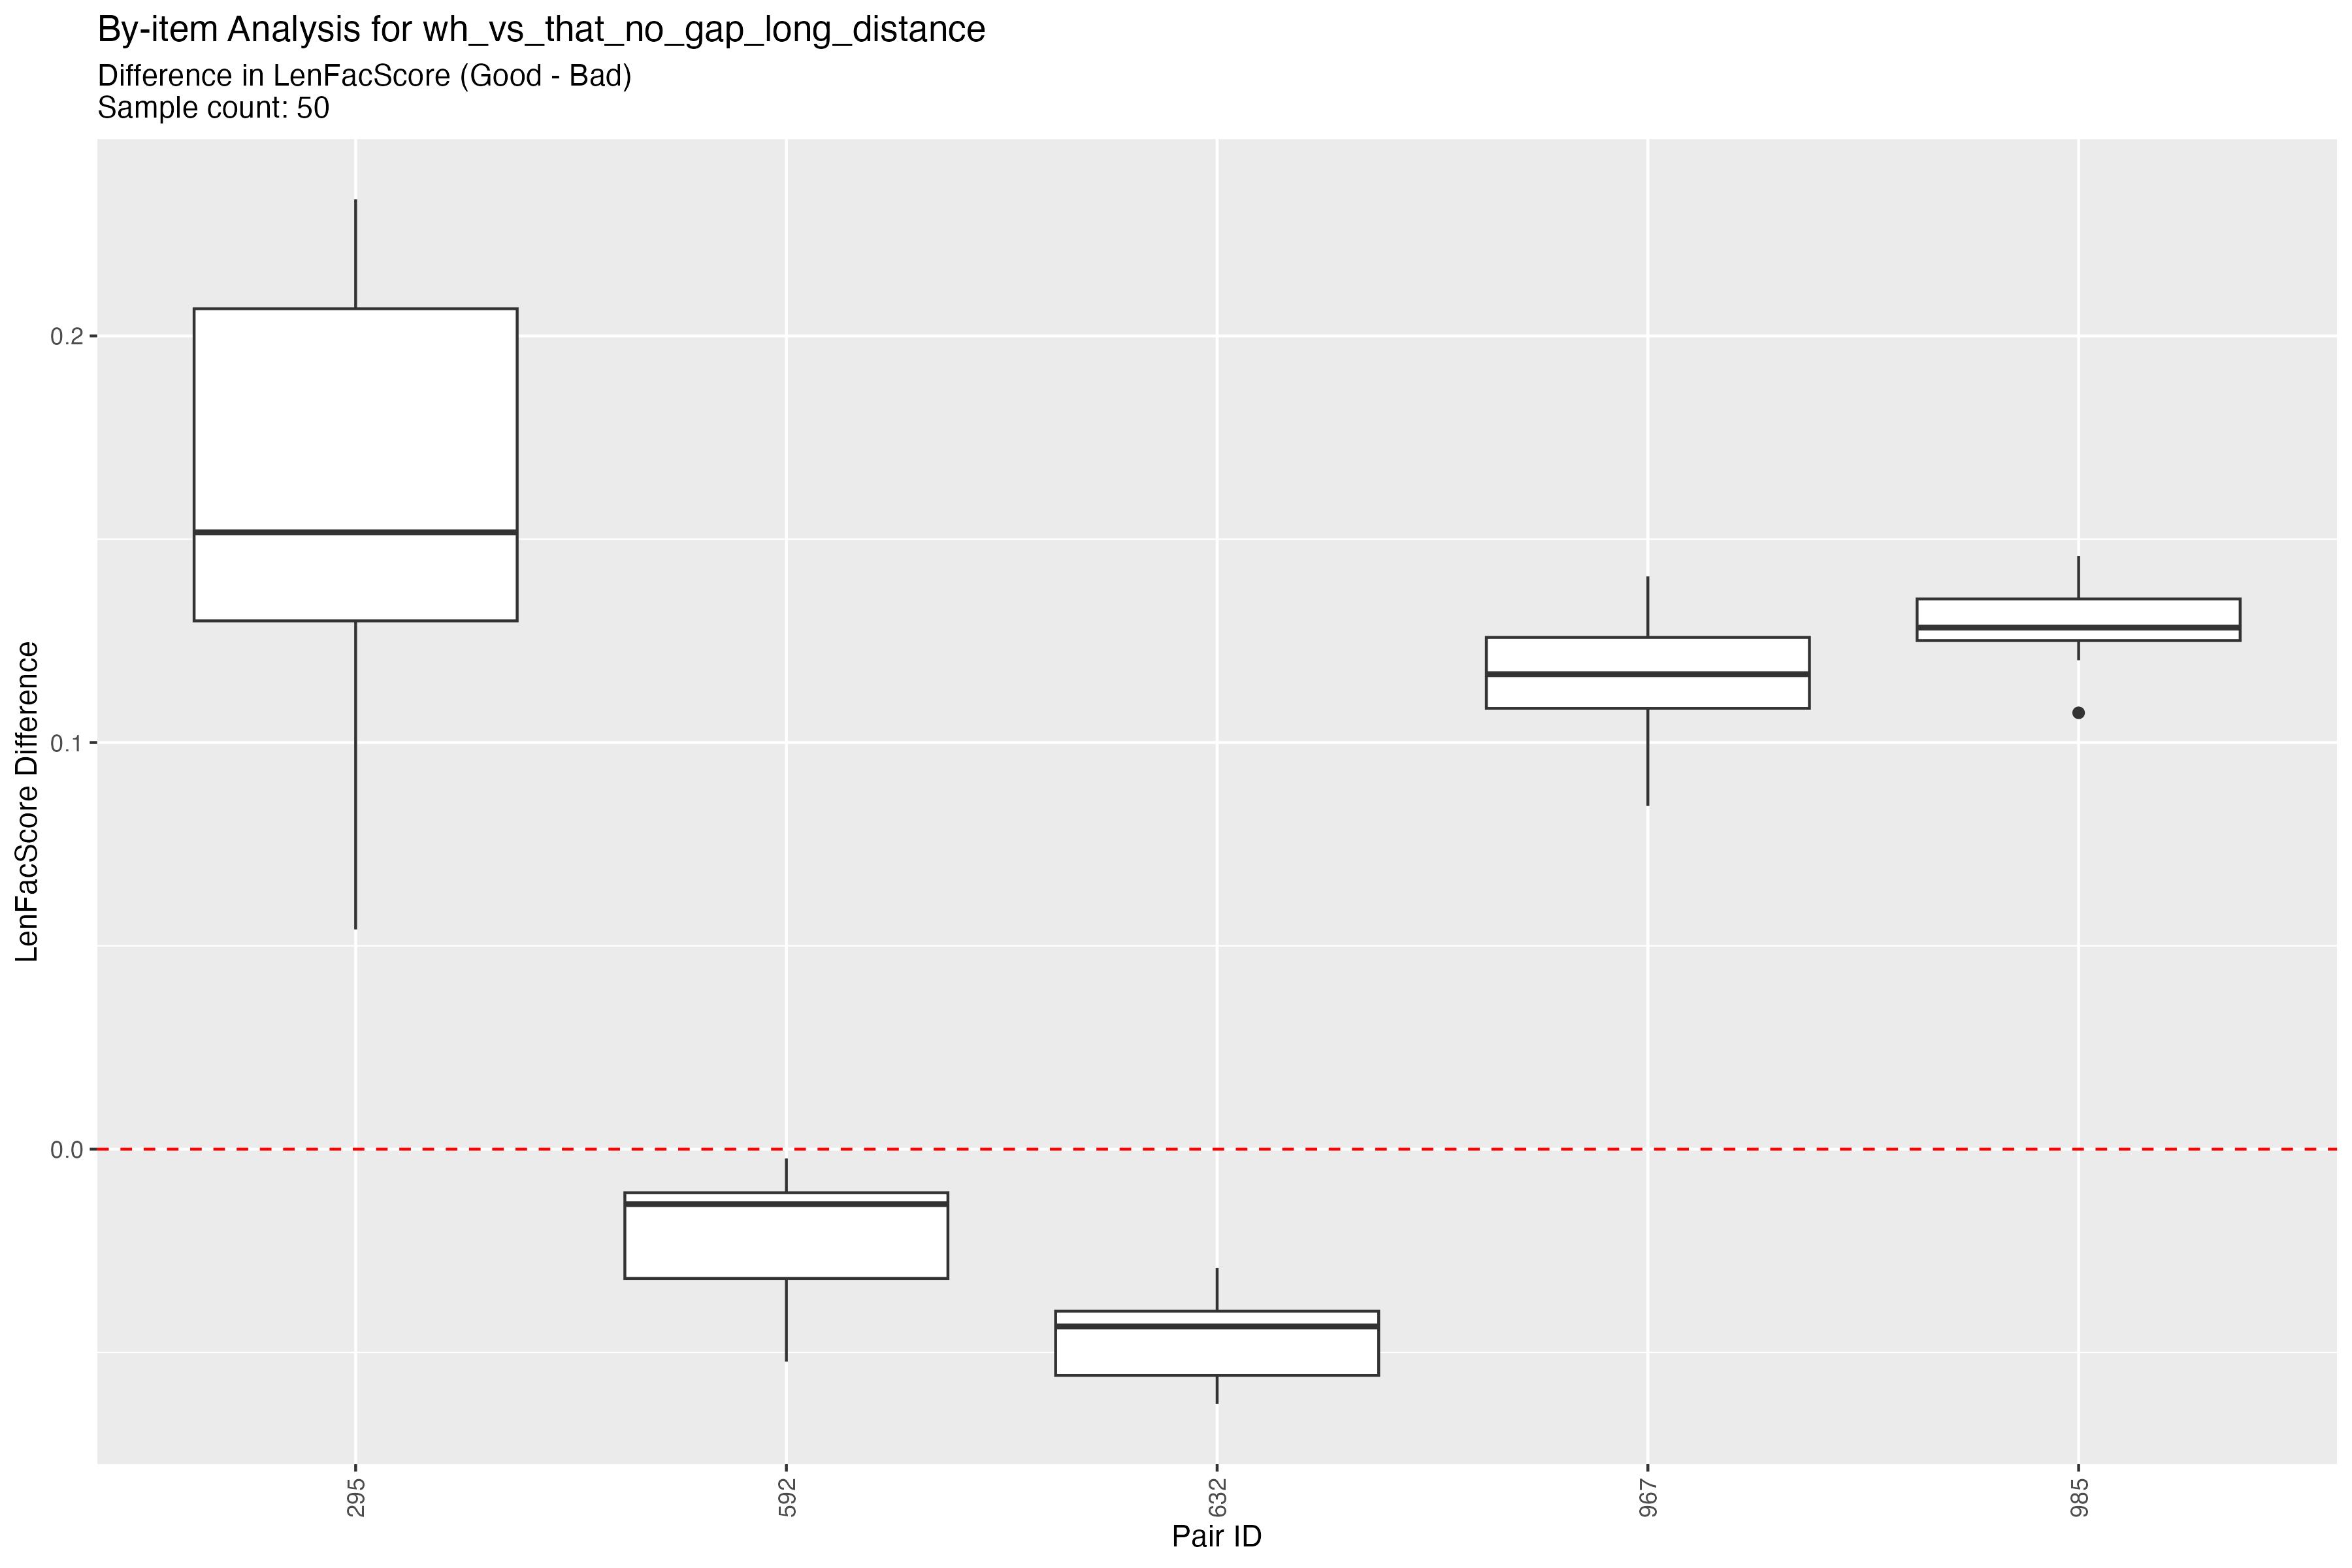 By-item Analysis for wh_vs_that_no_gap_long_distance
Difference in LenFacScore (Good - Bad)
Sample count: 50
LenFacScore Difference
0.2
0.1
0.0
295
592
632
967
985
Pair ID